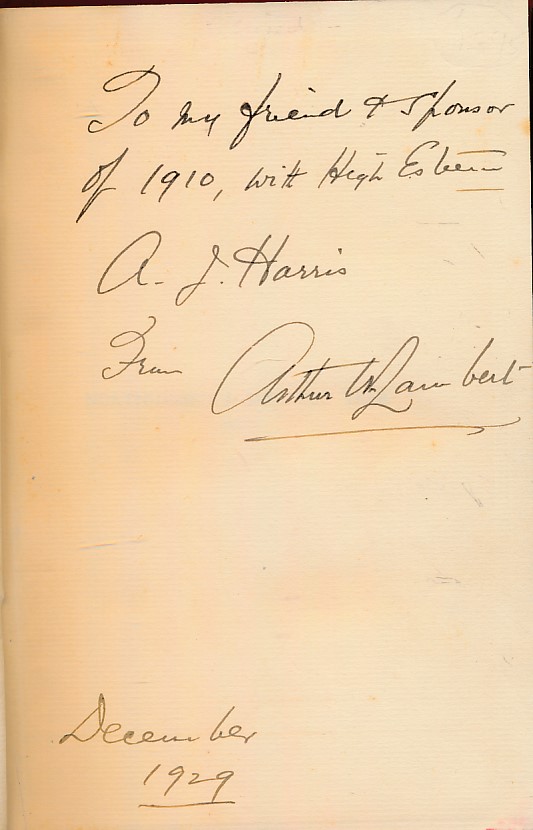 To my friend & Sponsor
of 1910, with High Esteem
A. J. Harris
From Arthur W Lambert
December
1929